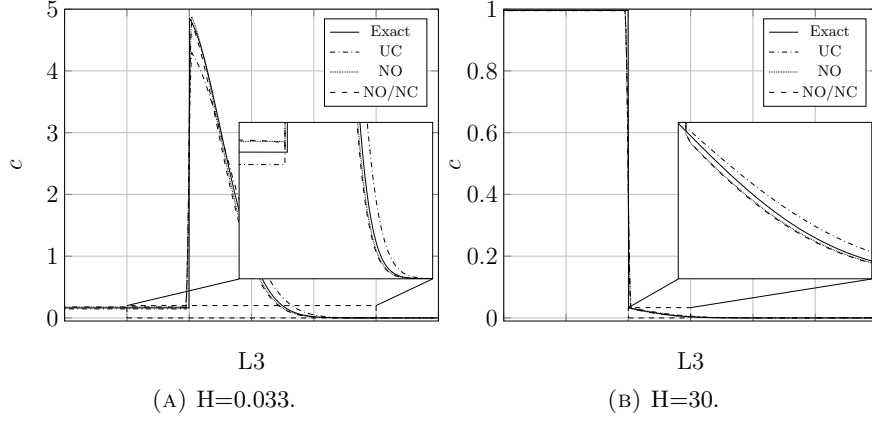 5
4
3
2
1
0
c
L3
Exact
UC
NO
NO/NC
(A) H=0.033.
1
0.8
0.6
0.4
0.2
0
c
L3
Exact
UC
NO
NO/NC
(B) H=30.